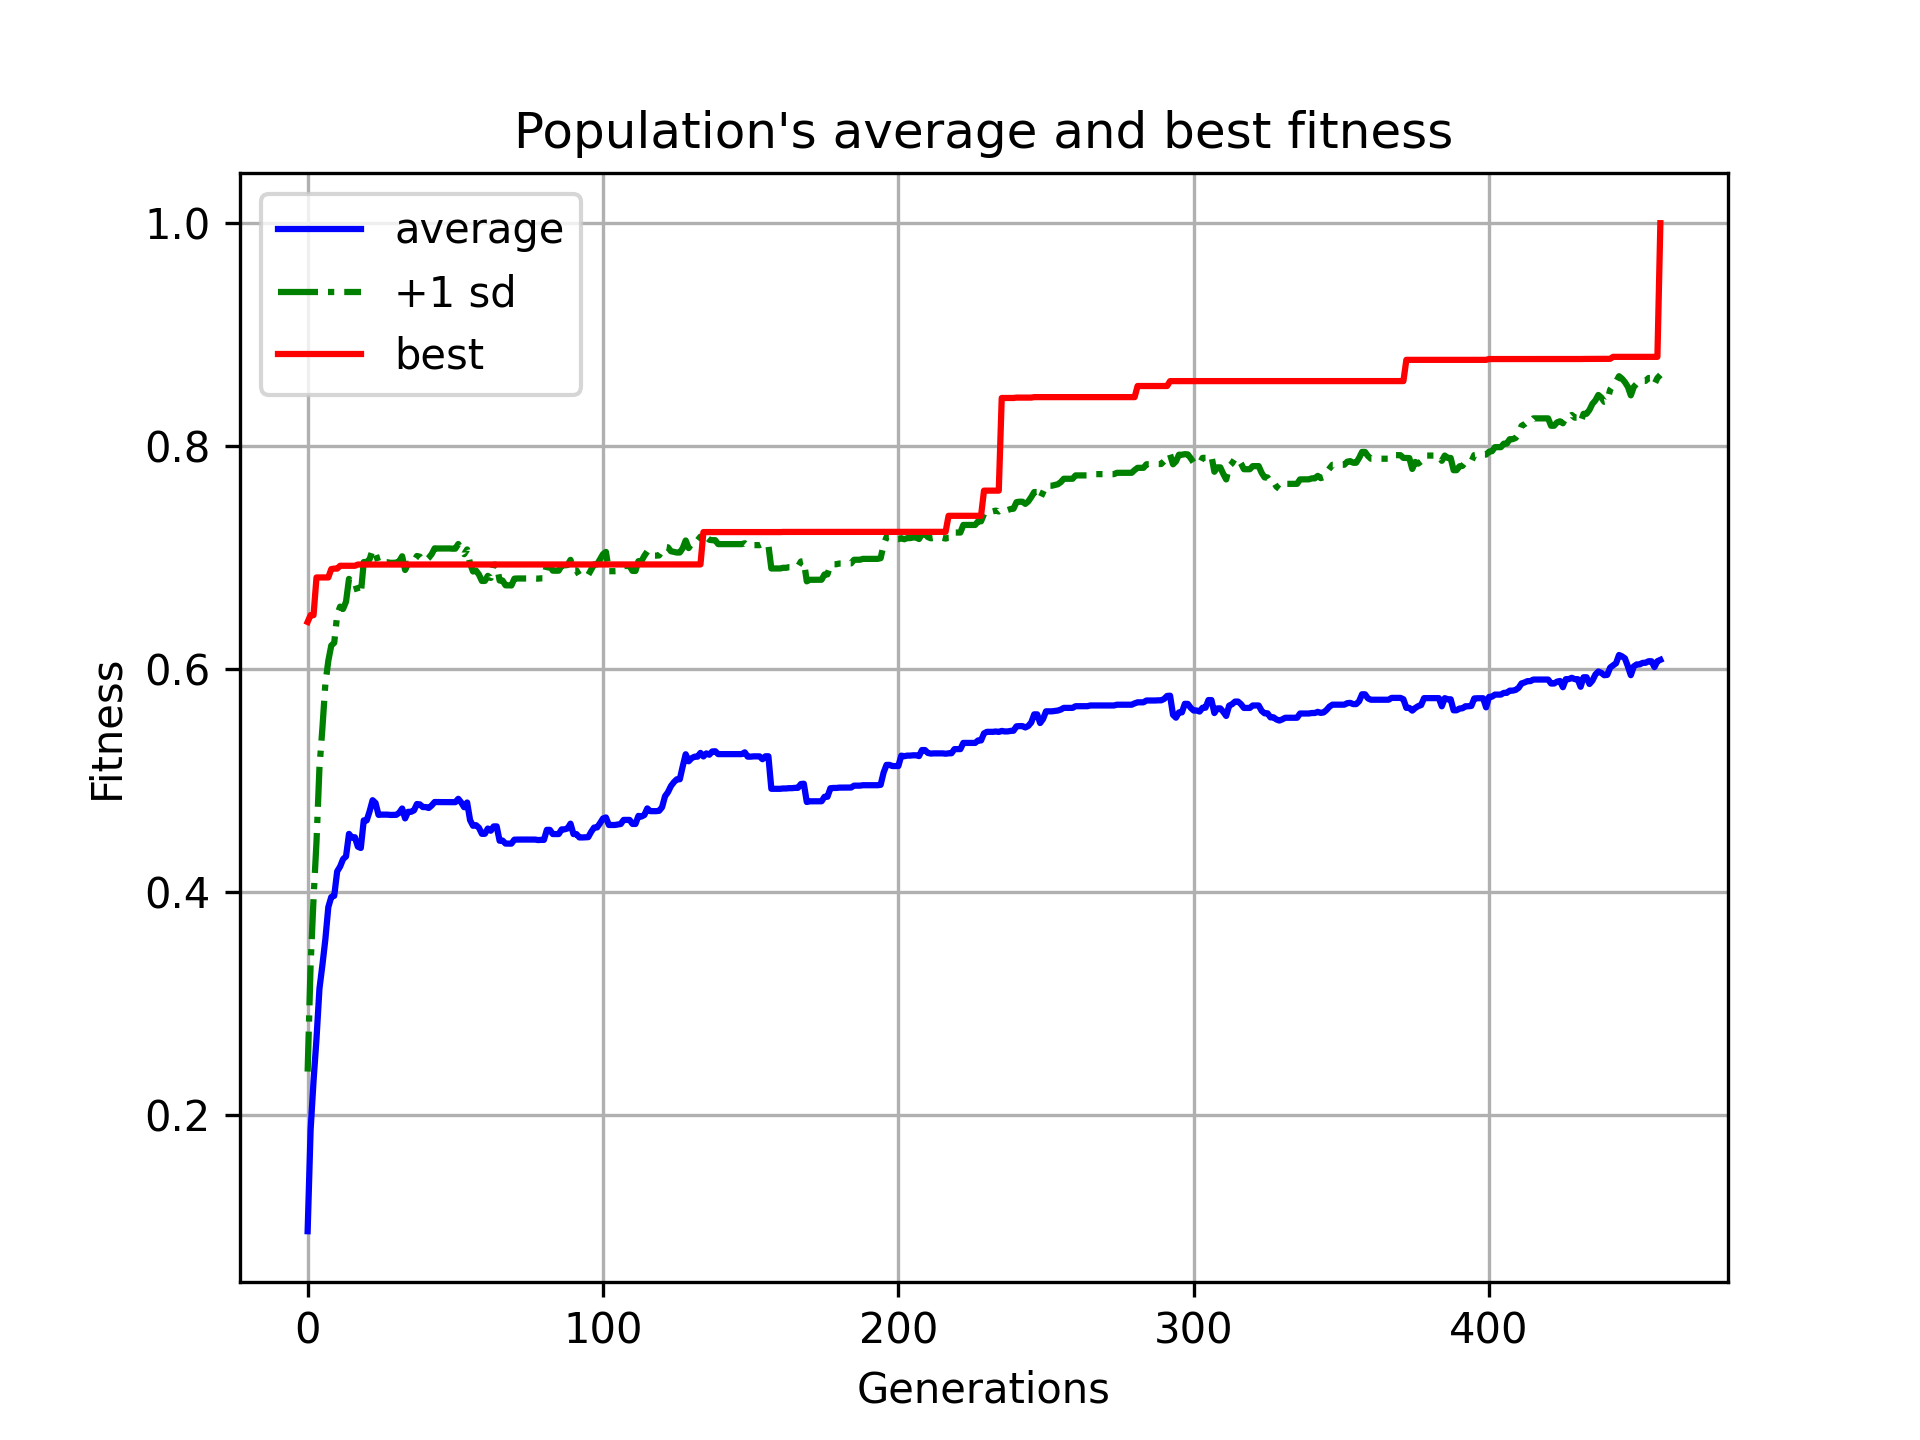 Population's average and best fitness
average
+1 sd
best
1.0
0.8
0.6
0.4
0.2
Fitness
0 100 200 300 400
Generations